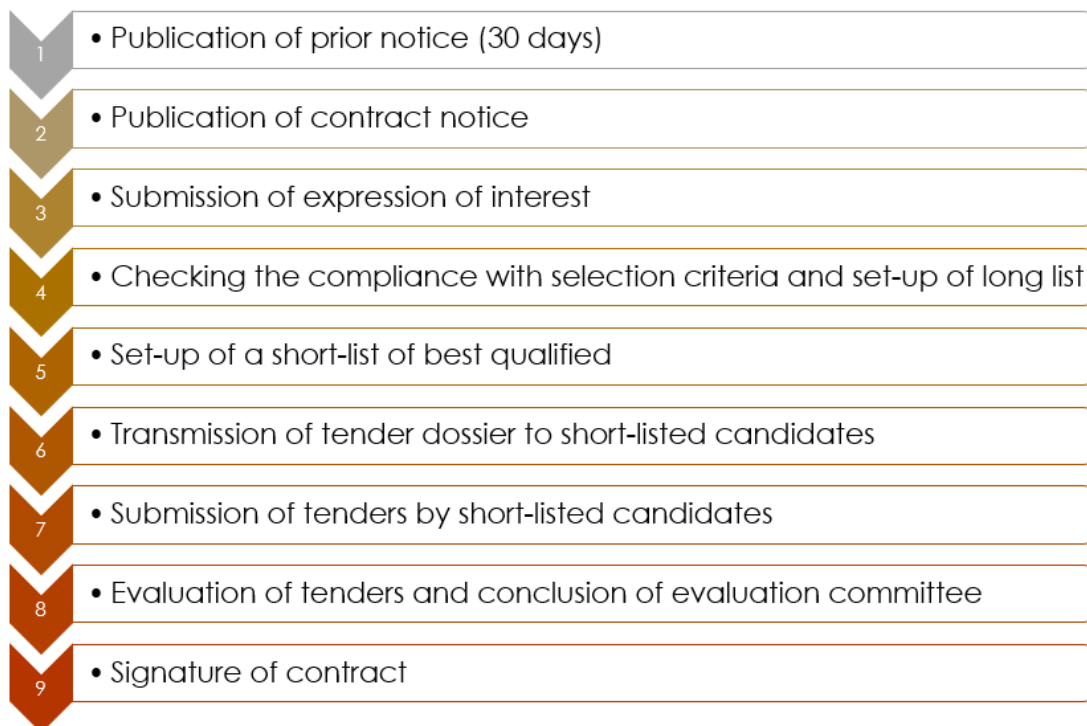 1
• Publication of prior notice (30 days)
2
• Publication of contract notice
3
• Submission of expression of interest
4
• Checking the compliance with selection criteria and set-up of long list
5
• Set-up of a short-list of best qualified
6
• Transmission of tender dossier to short-listed candidates
7
• Submission of tenders by short-listed candidates
8
• Evaluation of tenders and conclusion of evaluation committee
9
• Signature of contract